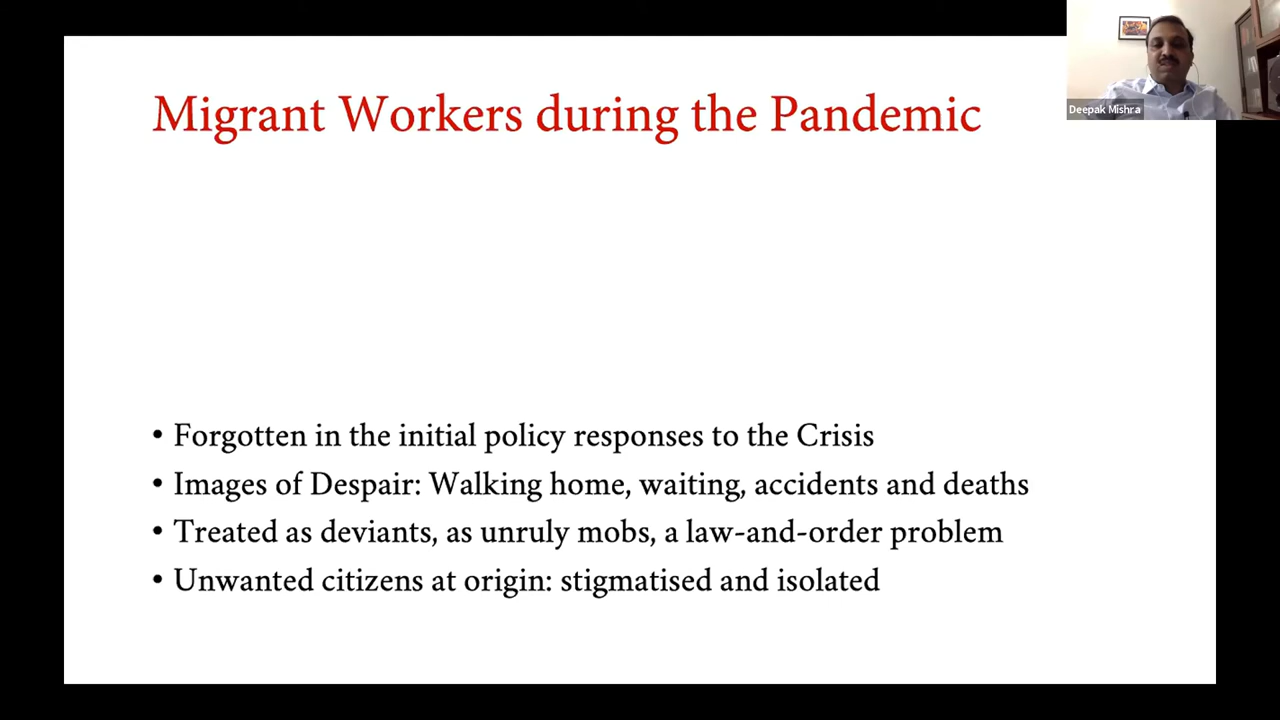 Migrant Workers during the Pandemic
Deepak Mishra
• Forgotten in the initial policy responses to the Crisis
• Images of Despair: Walking home, waiting, accidents and deaths
• Treated as deviants, as unruly mobs, a law-and-order problem
• Unwanted citizens at origin: stigmatised and isolated